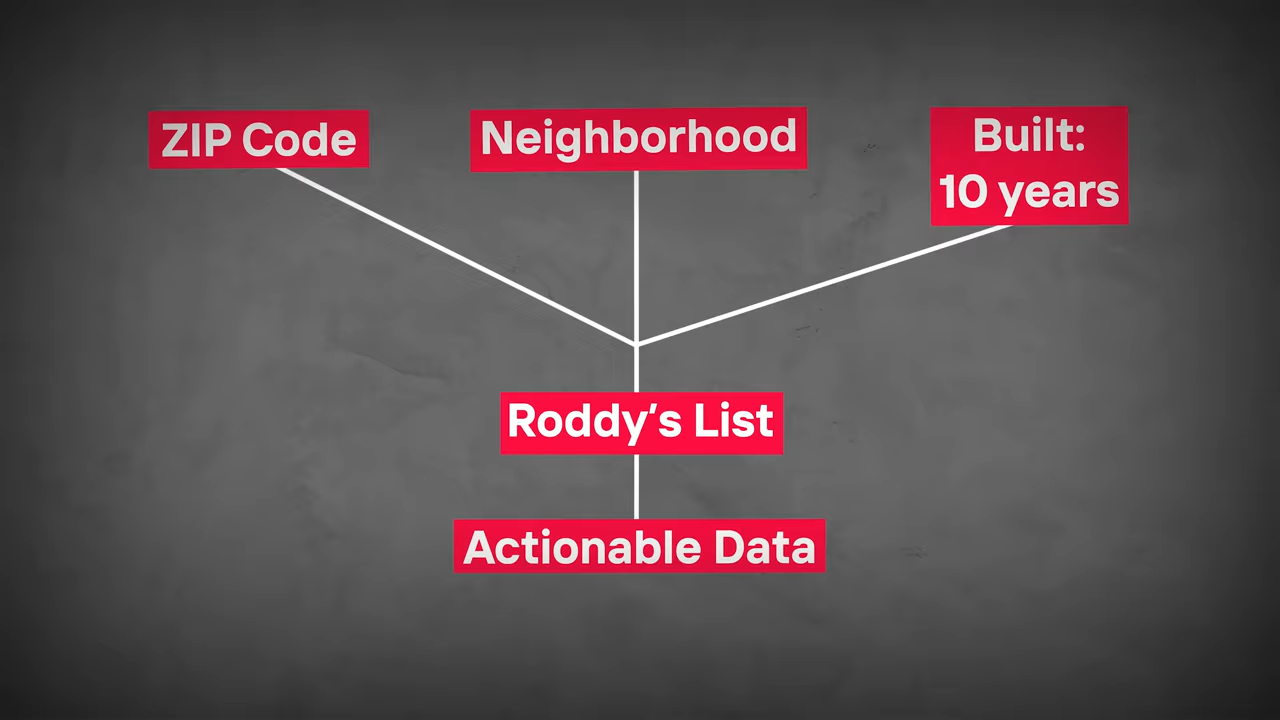 ZIP Code
Neighborhood
Built:
10 years
Roddy's List
Actionable Data